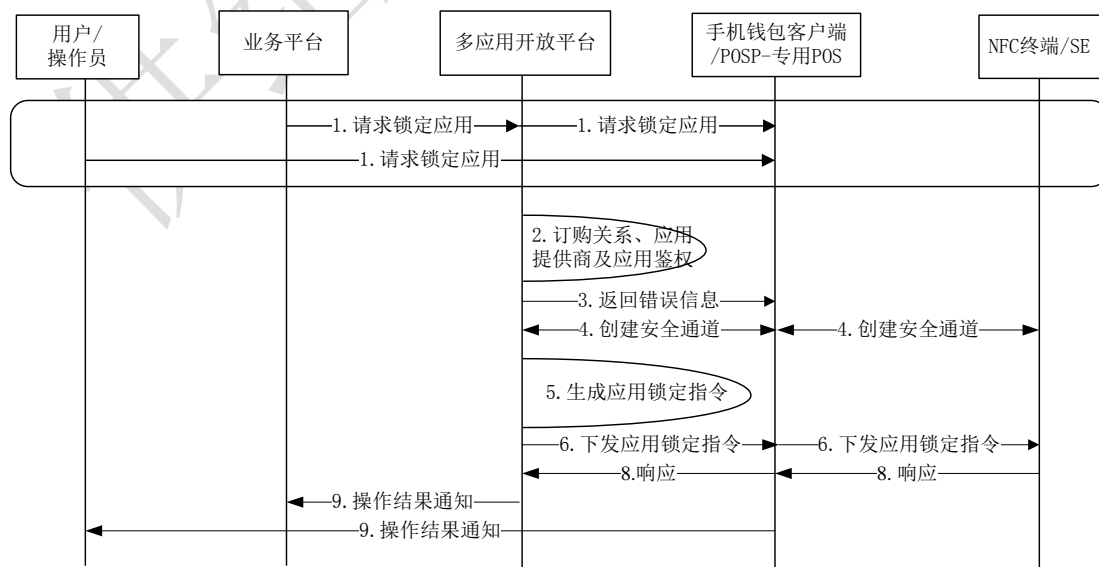 用户/
操作员
业务平台
多应用开放平台
手机钱包客户端
/POSP-专用POS
NFC终端/SE
1.请求锁定应用
1.请求锁定应用
1.请求锁定应用
2.订购关系、应用
提供商及应用鉴权
3.返回错误信息
4.创建安全通道
4.创建安全通道
5.生成应用锁定指令
6.下发应用锁定指令
6.下发应用锁定指令
8.响应
8.响应
9.操作结果通知
9.操作结果通知